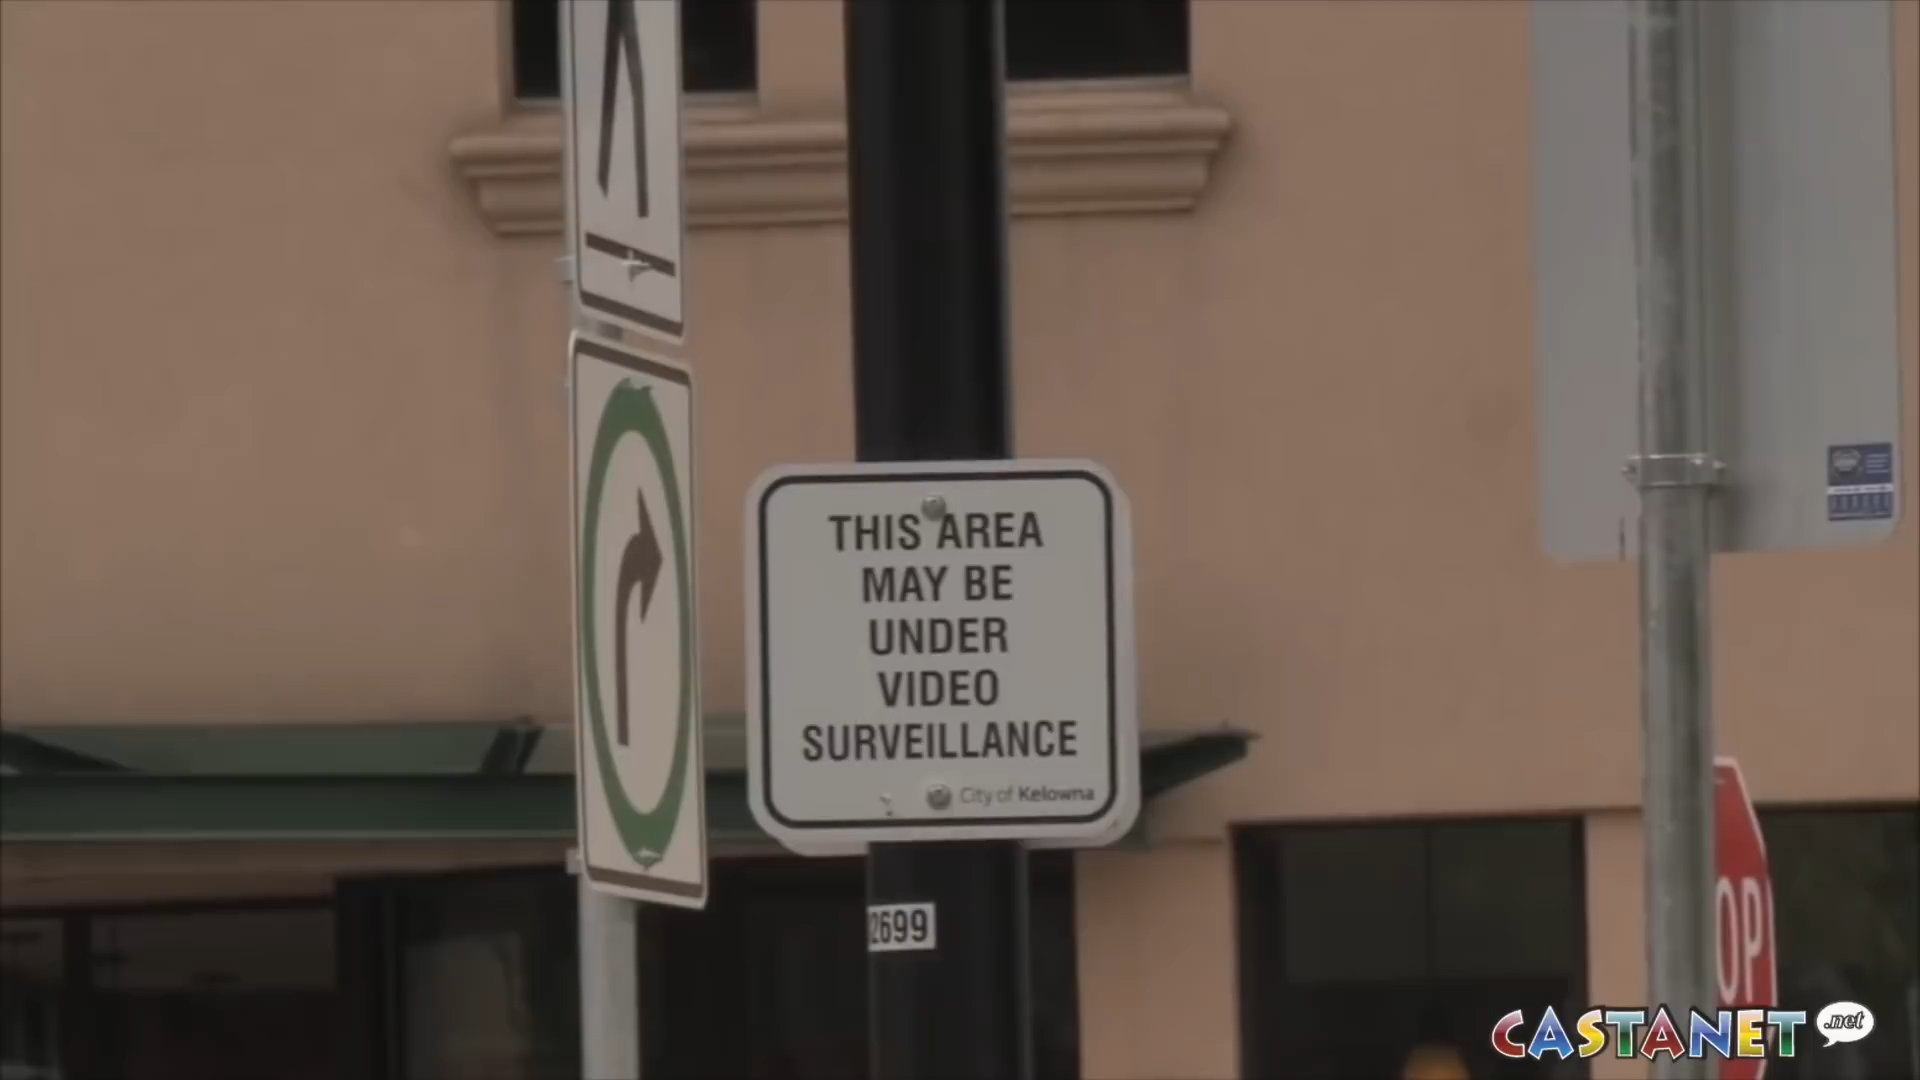 THIS AREA
MAY BE
UNDER
VIDEO
SURVEILLANCE
City of Kelowna
2699
OP
CASTANET .net